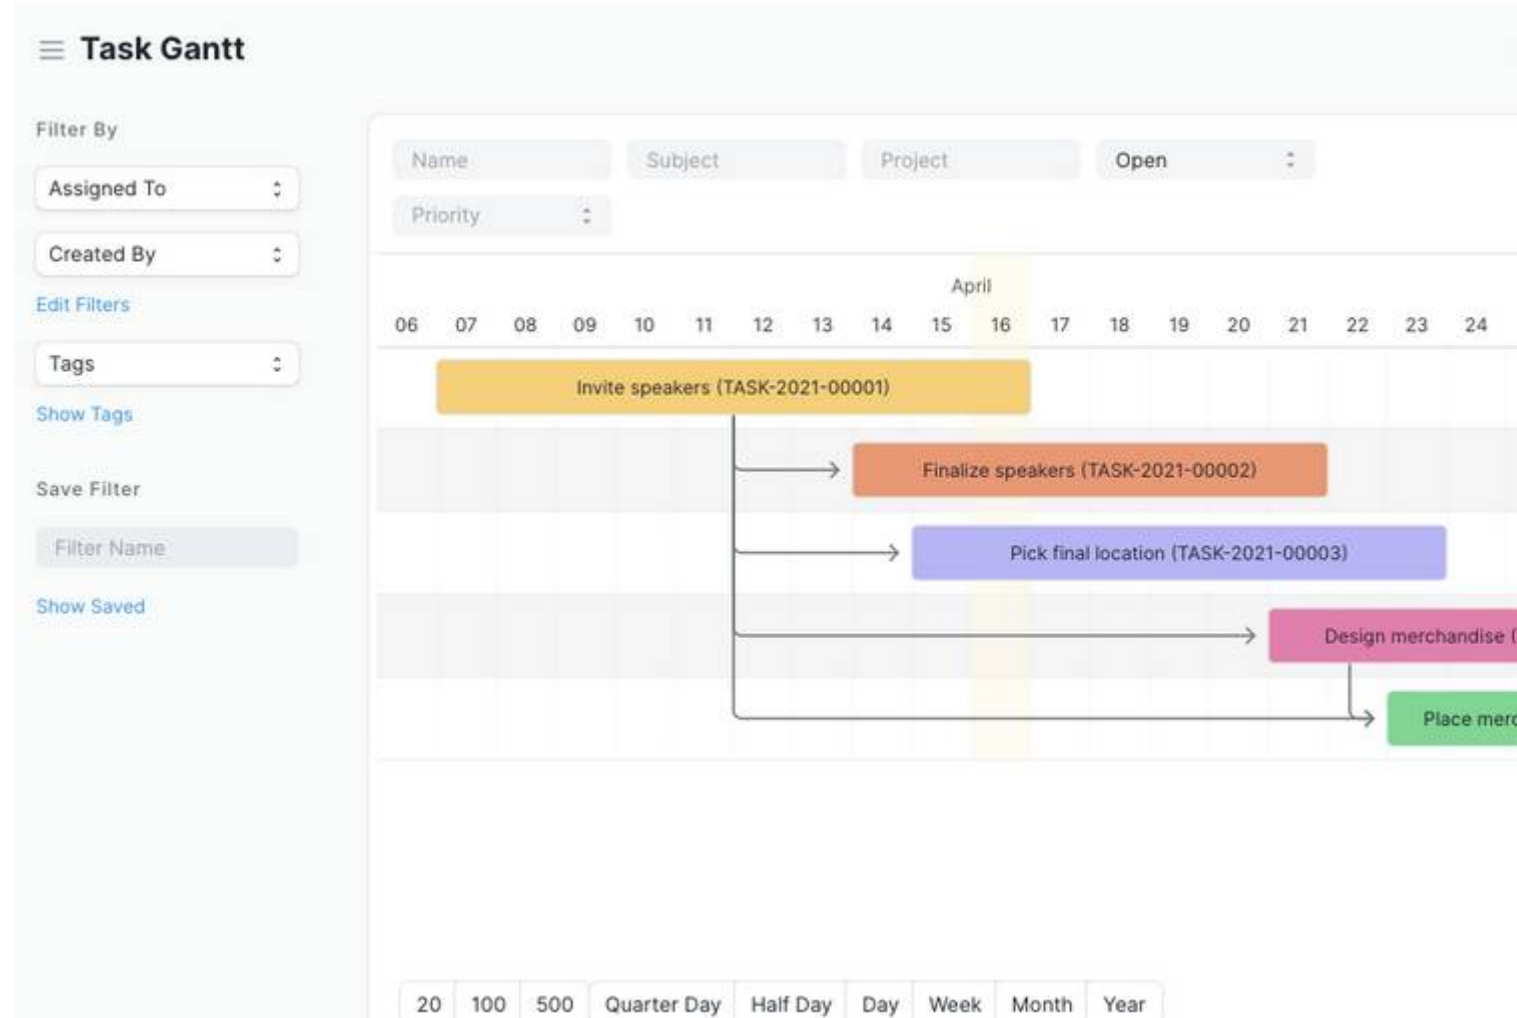 Task Gantt
Filter By
Assigned To
Created By
Edit Filters
Tags
Show Tags
Save Filter
Filter Name
Show Saved
Name Subject Project Open
Priority
April
06 07 08 09 10 11 12 13 14 15 16 17 18 19 20 21 22 23 24
Invite speakers (TASK-2021-00001)
Finalize speakers (TASK-2021-00002)
Pick final location (TASK-2021-00003)
Design merchandise (
Place merc
20 100 500 Quarter Day Half Day Day Week Month Year